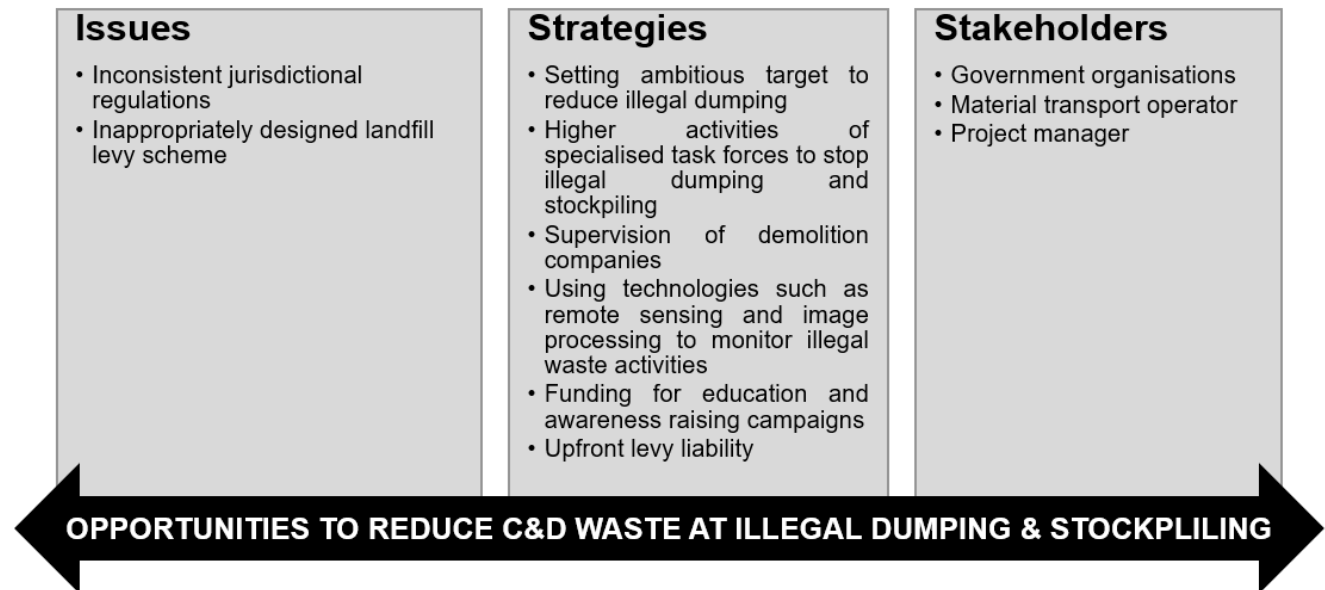 Issues
• Inconsistent jurisdictional
regulations
• Inappropriately designed landfill
levy scheme
Strategies
• Setting ambitious target to
reduce illegal dumping
• Higher activities of
specialised task forces to stop
illegal dumping and
stockpiling
• Supervision of demolition
companies
• Using technologies such as
remote sensing and image
processing to monitor illegal
waste activities
• Funding for education and
awareness raising campaigns
• Upfront levy liability
Stakeholders
• Government organisations
• Material transport operator
• Project manager
OPPORTUNITIES TO REDUCE C&D WASTE AT ILLEGAL DUMPING & STOCKPLILING